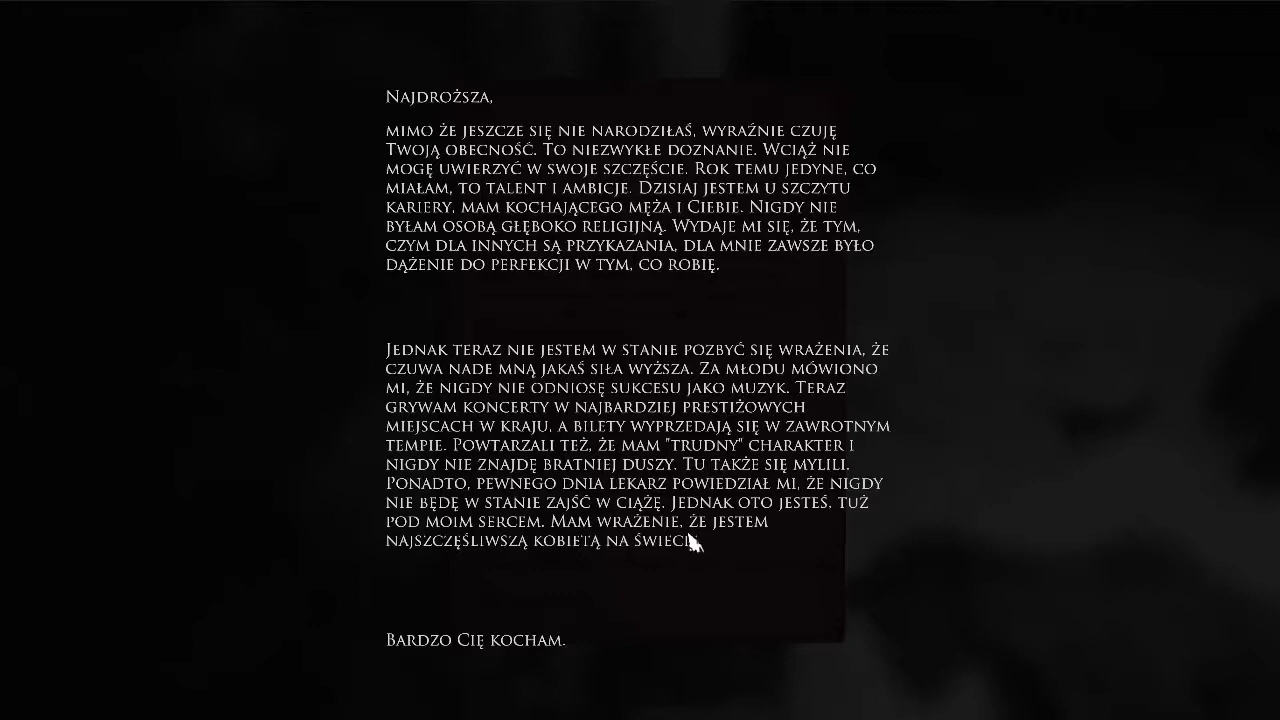 Najdroższa,
mimo że jeszcze się nie narodziłaś, wyraźnie czuję
Twoją obecność. To niezwykłe doznanie. Wciąż nie
mogę uwierzyć w swoje szczęście. Rok temu jedyne, co
miałam, to talent i ambicje. Dzisiaj jestem u szczytu
kariery, mam kochającego męża i Ciebie. Nigdy nie
byłam osobą głęboko religijną. Wydaje mi się, że tym,
czym dla innych są przykazania, dla mnie zawsze było
dążenie do perfekcji w tym, co robię.
Jednak teraz nie jestem w stanie pozbyć się wrażenia, że
czuwa nade mną jakaś siła wyższa. Za młodu mówiono
mi, że nigdy nie odniosę sukcesu jako muzyk. Teraz
grywam koncerty w najbardziej prestiżowych
miejscach w kraju, a bilety wyprzedają się w zawrotnym
tempie. Powtarzali też, że mam "trudny" charakter i
nigdy nie znajdę bratniej duszy. Tu także się mylili.
Ponadto, pewnego dnia lekarz powiedział mi, że nigdy
nie będę w stanie zajść w ciążę. Jednak oto jesteś, tuż
pod moim sercem. Mam wrażenie, że jestem
najszczęśliwszą kobietą na
Bardzo Cię kocham.